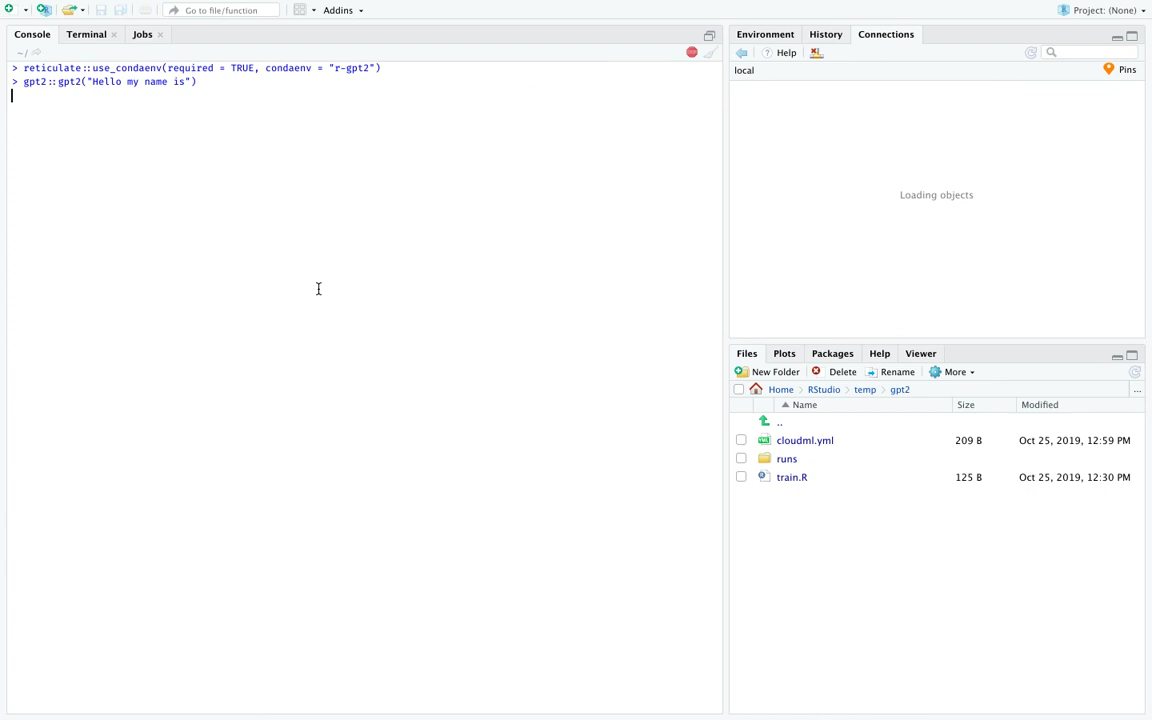 Go to file/function
Addins
Project: (None)
Console
Terminal
Jobs
~/
> reticulate::use_condaenv(required = TRUE, condaenv = "r-gpt2")
> gpt2::gpt2("Hello my name is")
Environment
History
Connections
Help
local
Pins
Loading objects
Files
Plots
Packages
Help
Viewer
New Folder
Delete
Rename
More
Home
RStudio
temp
gpt2
...
Name
Size
Modified
..
cloudml.yml 209 B Oct 25, 2019, 12:59 PM
runs
train.R 125 B Oct 25, 2019, 12:30 PM